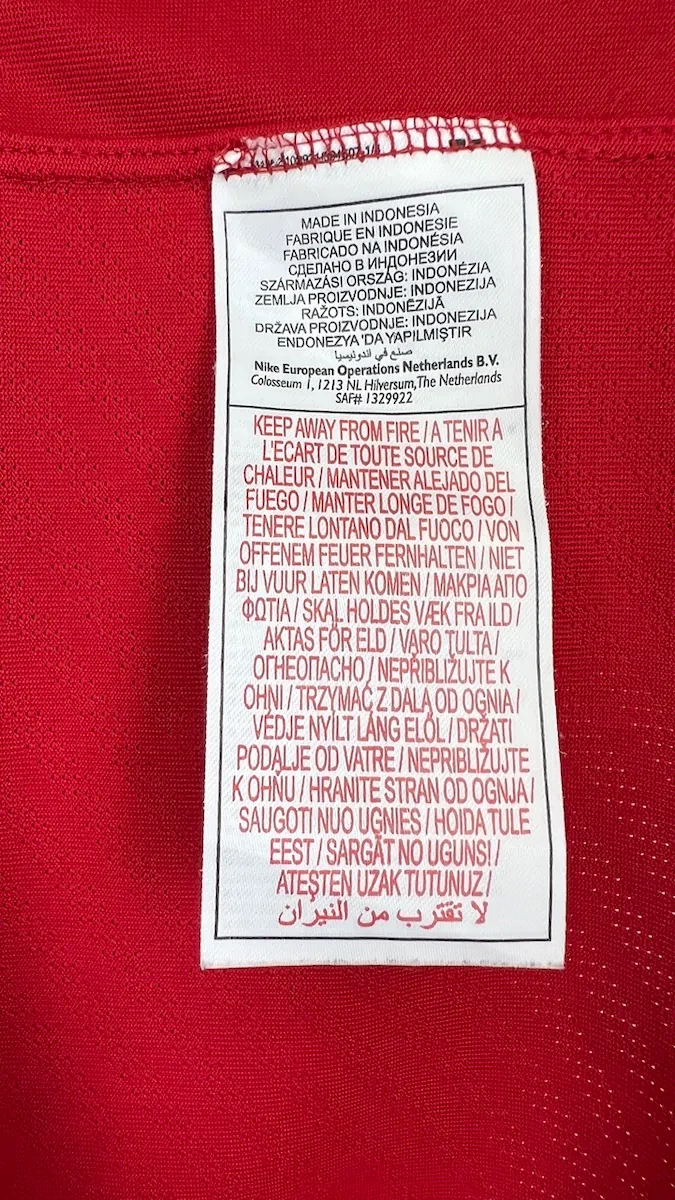 MADE IN INDONESIA
FABRIQUE EN INDONESIE
FABRICADO NA INDONÉSIA
СДЕЛАНО В ИНДОНЕЗИИ
SZÁRMAZÁSI ORSZÁG: INDONÉZIA
ZEMLJA PROIZVODNJE: INDONEZIJA
RAŽOTS: INDONĒZIJĀ
DRŽAVA PROIZVODNJE: INDONEZIJA
ENDONEZYA 'DA YAPILMIŞTIR
صنع في اندونيسيا
Nike European Operations Netherlands B.V.
Colosseum 1, 1213 NL Hilversum, The Netherlands
SAF# 1329922
KEEP AWAY FROM FIRE / A TENIR A
L'ECART DE TOUTE SOURCE DE
CHALEUR / MANTENER ALEJADO DEL
FUEGO / MANTER LONGE DE FOGO /
TENERE LONTANO DAL FUOCO / VON
OFFENEM FEUER FERNHALTEN / NIET
BIJ VUUR LATEN KOMEN / ΜΑΚΡΙΑ ΑΠΟ
ΦΩΤΙΑ / SKAL HOLDES VÆK FRA ILD /
AKTAS FÖR ELD / VARO TULTA /
ОГНЕОПАСНО / NEPŘIBLIŽUJTE K
OHNI / TRZYMAĆ Z DALA OD OGNIA /
VÉDJE NYÍLT LÁNG ELŐL / DRŽATI
PODALJE OD VATRE / NEPRIBLIŽUJTE
K OHŇU / HRANITE STRAN OD OGNJA /
SAUGOTI NUO UGNIES / HOIDA TULE
EEST / SARGĀT NO UGUNS! /
ATEŞTEN UZAK TUTUNUZ /
لا تقترب من النيران